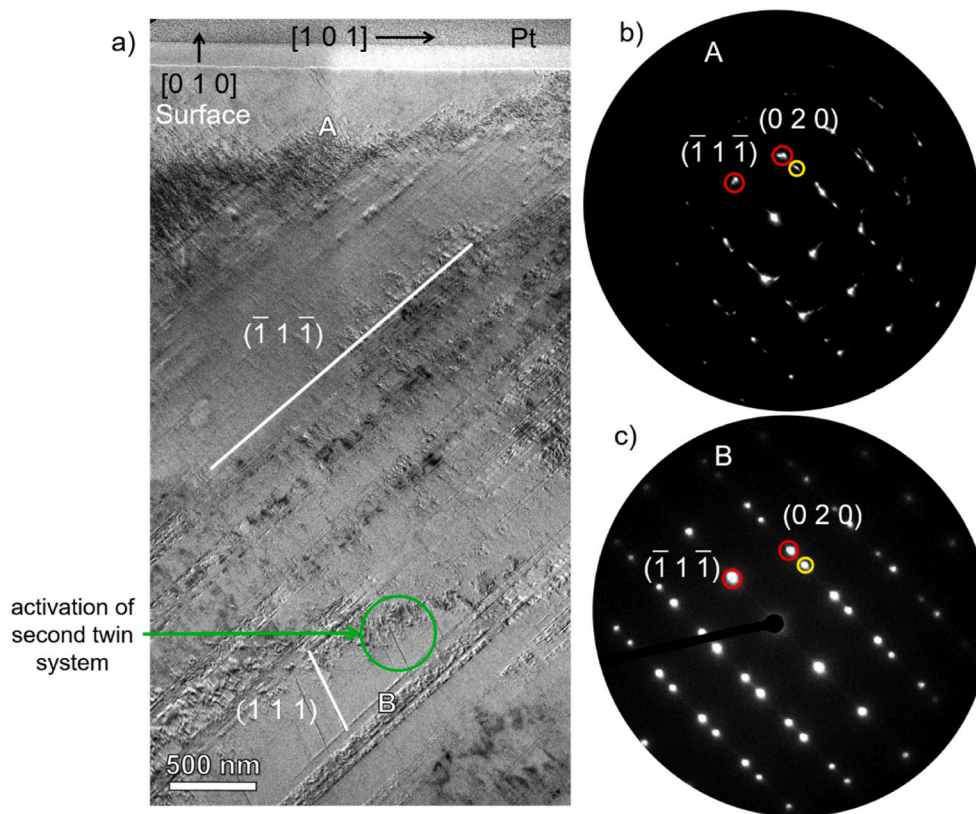 a)
[1 0 1]
Pt
[0 1 0]
Surface
A
(1̅ 1 1̅)
activation of
second twin
system
(1 1 1)
B
500 nm
b)
A
(0 2 0)
(1̅ 1 1̅)
c)
B
(0 2 0)
(1̅ 1 1̅)